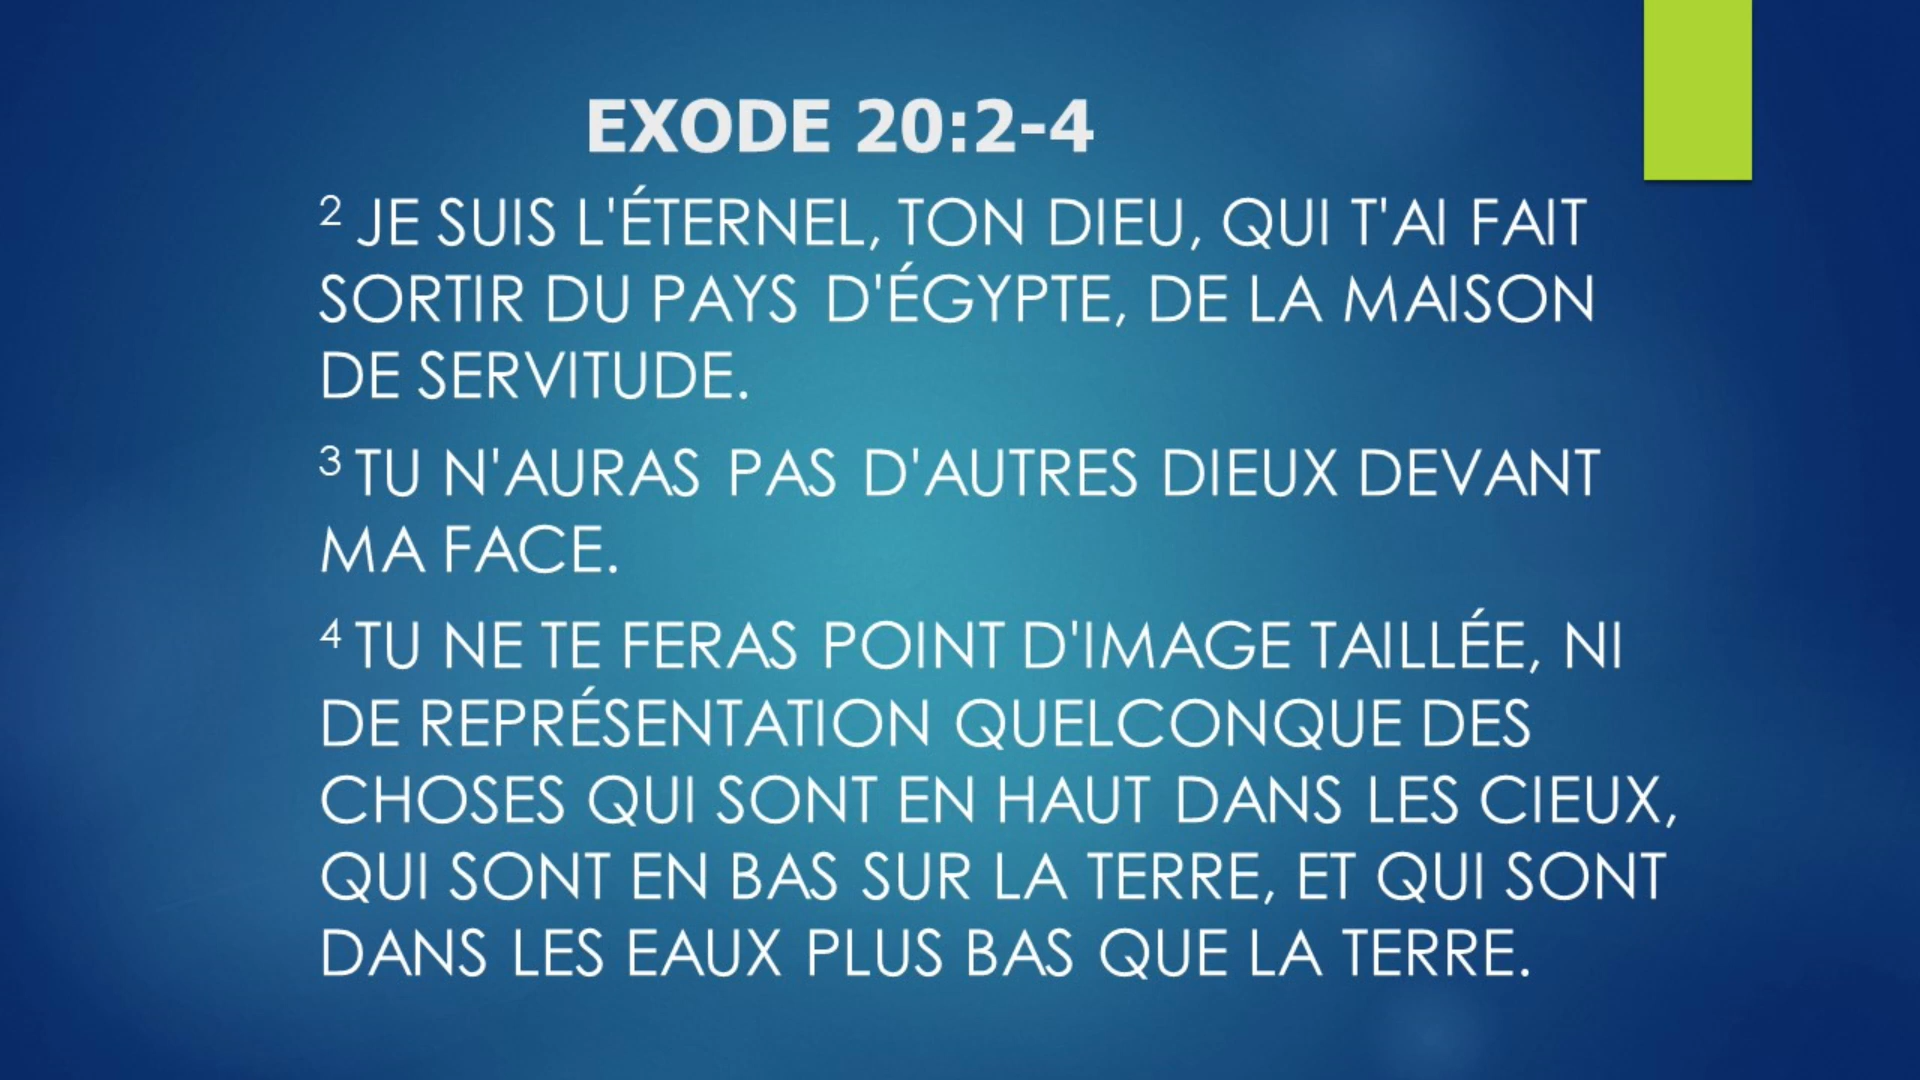 EXODE 20:2-4
2 JE SUIS L'ÉTERNEL, TON DIEU, QUI T'AI FAIT
SORTIR DU PAYS D'ÉGYPTE, DE LA MAISON
DE SERVITUDE.
3 TU N'AURAS PAS D'AUTRES DIEUX DEVANT
MA FACE.
4 TU NE TE FERAS POINT D'IMAGE TAILLÉE, NI
DE REPRÉSENTATION QUELCONQUE DES
CHOSES QUI SONT EN HAUT DANS LES CIEUX,
QUI SONT EN BAS SUR LA TERRE, ET QUI SONT
DANS LES EAUX PLUS BAS QUE LA TERRE.